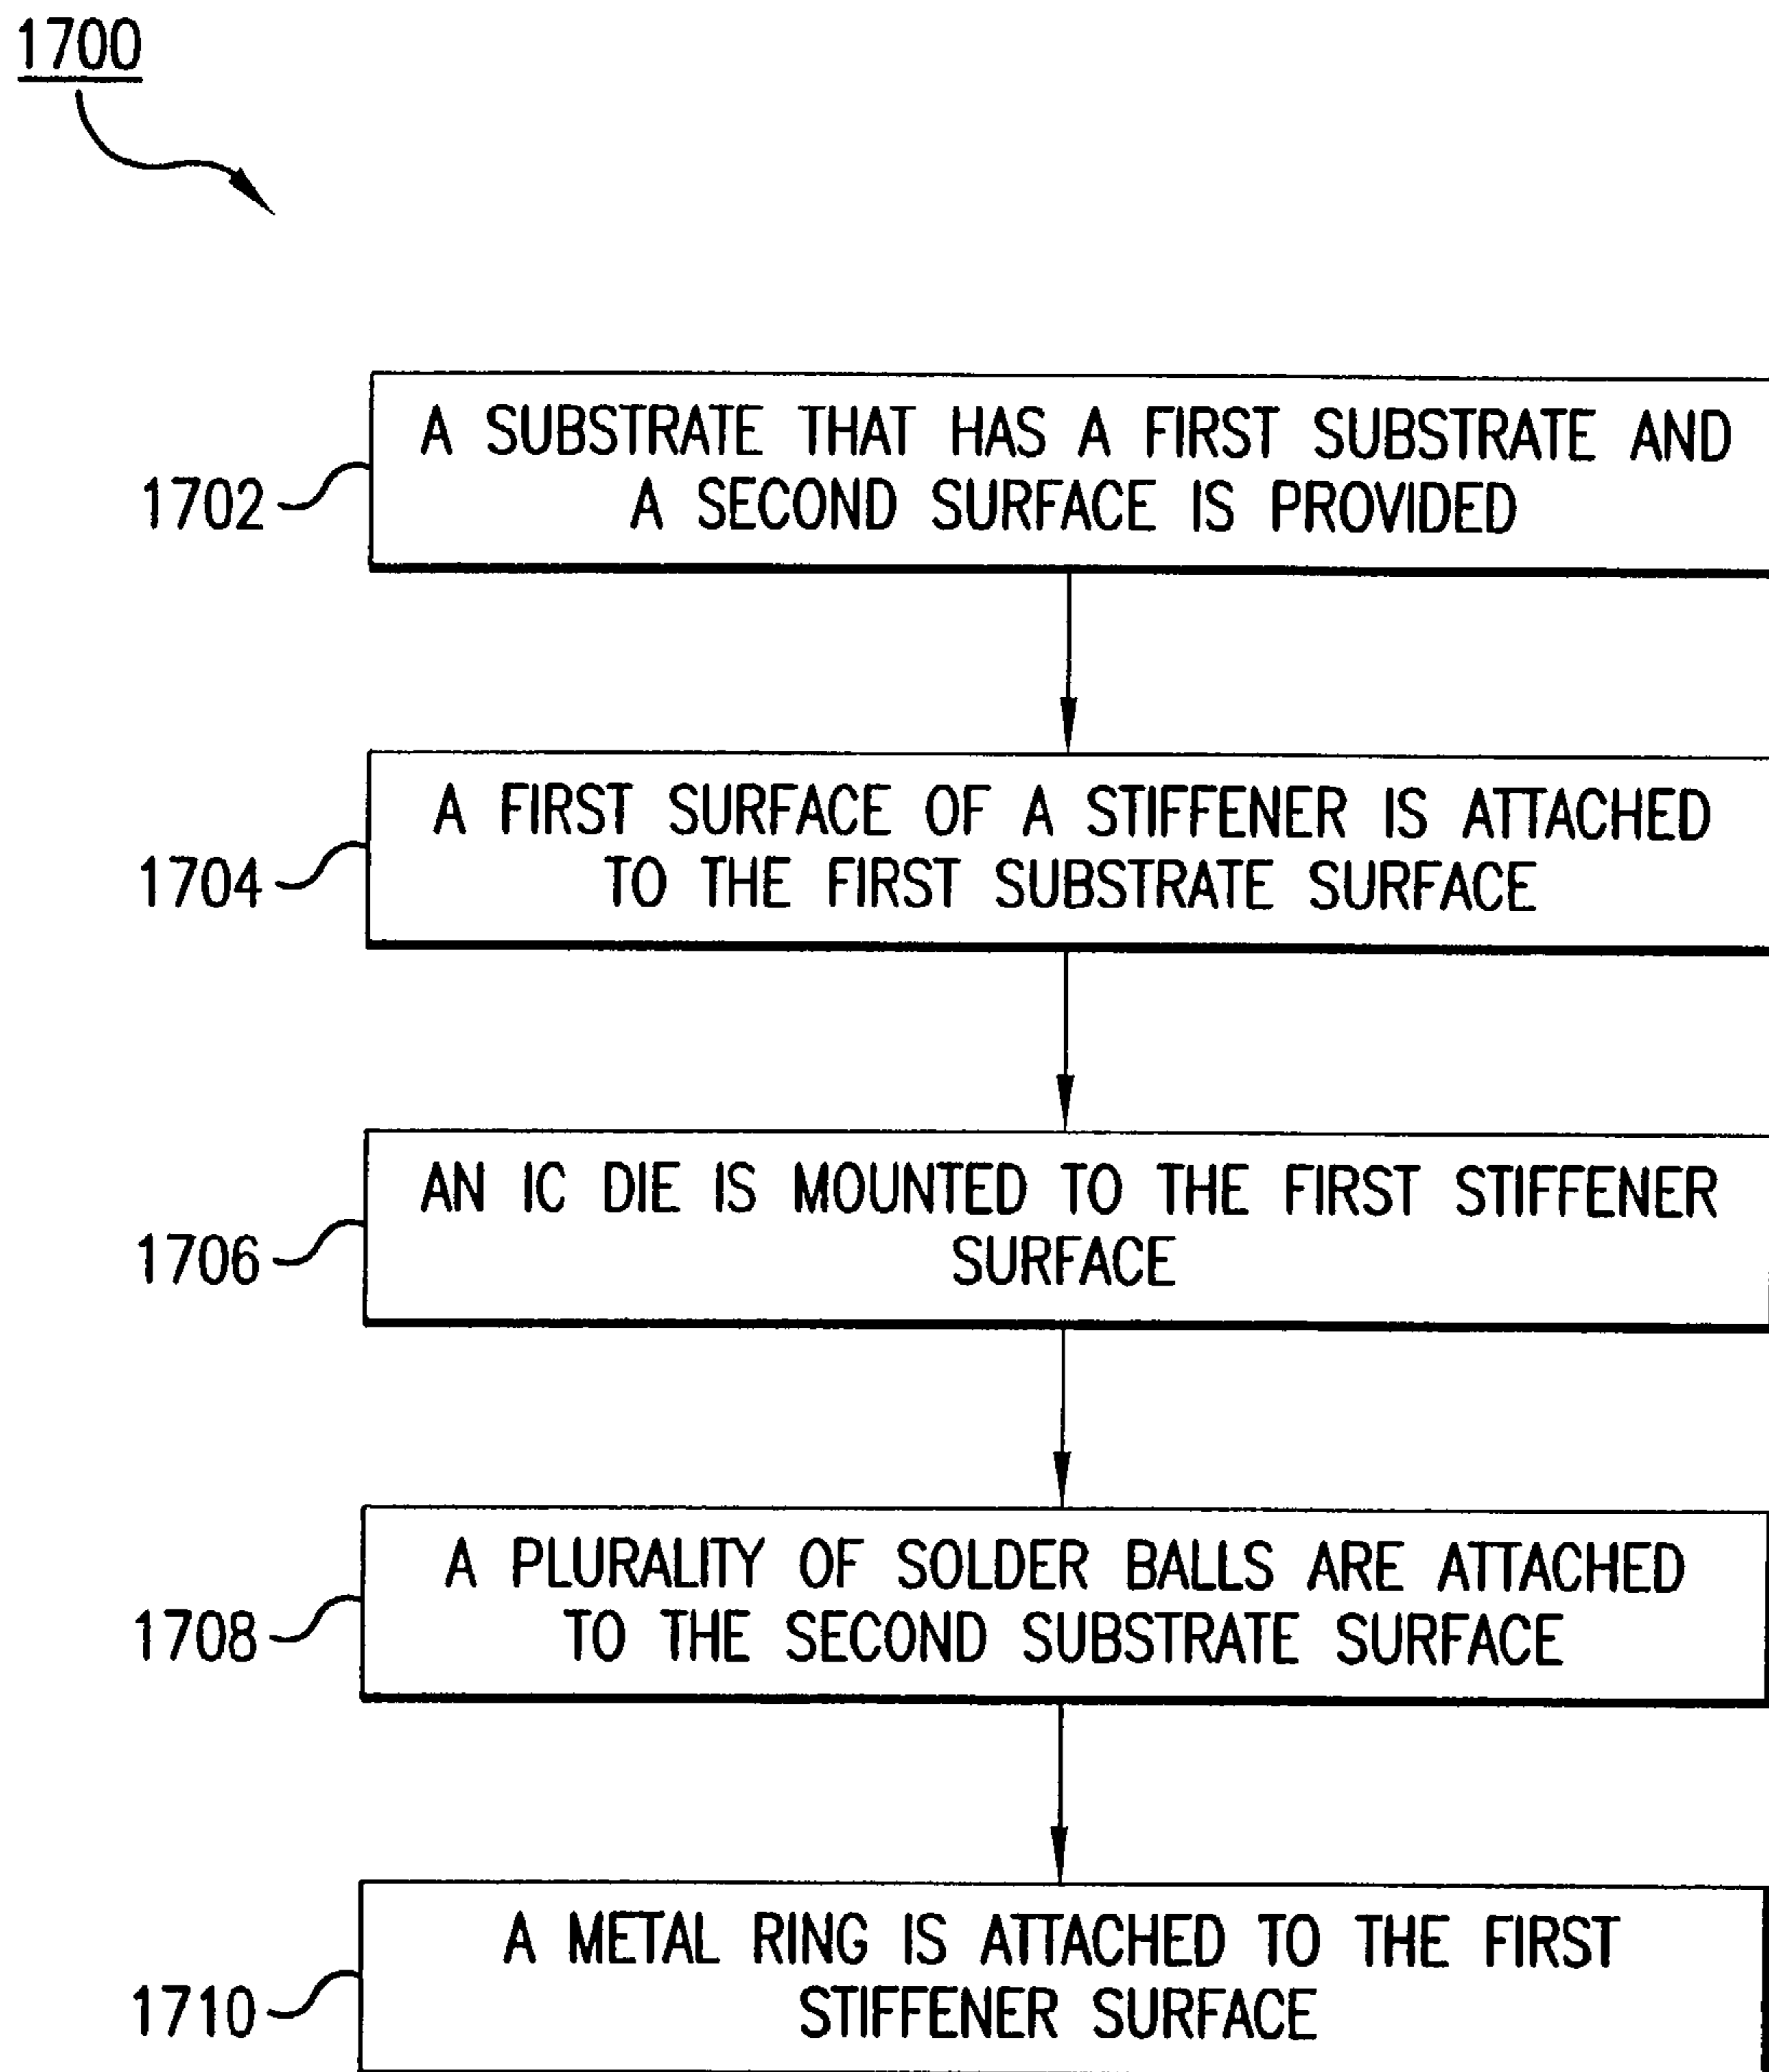 1700
A SUBSTRATE THAT HAS A FIRST SUBSTRATE AND
A SECOND SURFACE IS PROVIDED
1702
A FIRST SURFACE OF A STIFFENER IS ATTACHED
TO THE FIRST SUBSTRATE SURFACE
1704
AN IC DIE IS MOUNTED TO THE FIRST STIFFENER
SURFACE
1706
A PLURALITY OF SOLDER BALLS ARE ATTACHED
TO THE SECOND SUBSTRATE SURFACE
1708
A METAL RING IS ATTACHED TO THE FIRST
STIFFENER SURFACE
1710